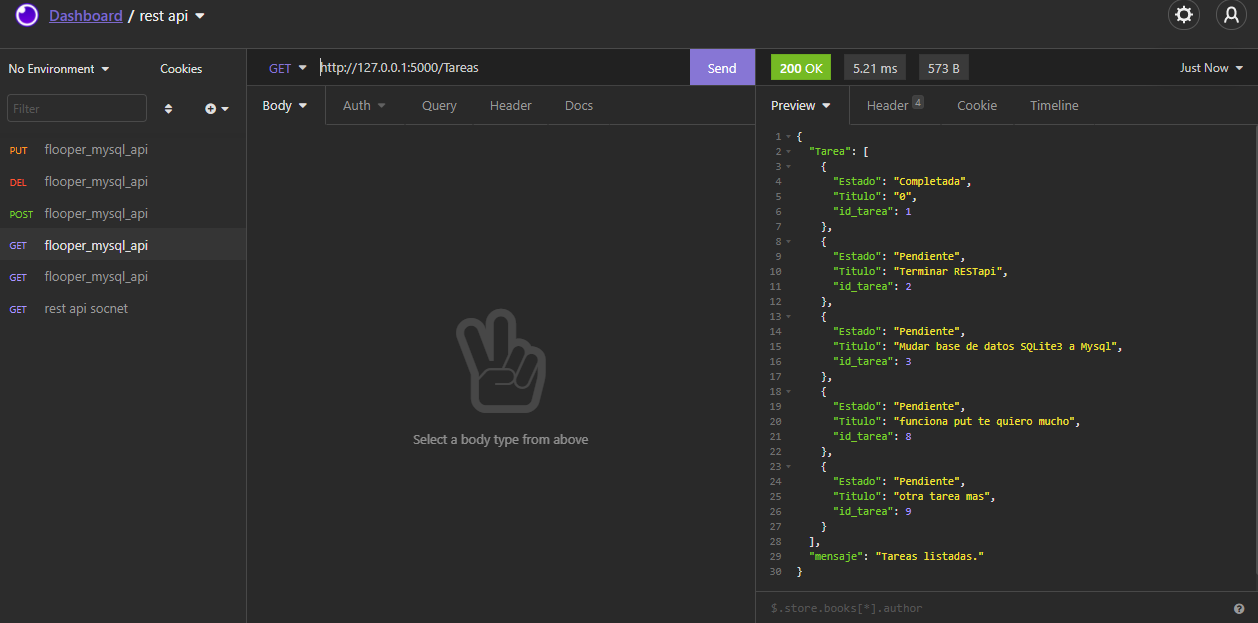 Dashboard / rest api
No Environment
Cookies
Filter
PUT flooper_mysql_api
DEL flooper_mysql_api
POST flooper_mysql_api
GET flooper_mysql_api
GET flooper_mysql_api
GET rest api socnet
GET http://127.0.0.1:5000/Tareas Send
Body Auth Query Header Docs
Select a body type from above
200 OK 5.21 ms 573 B Just Now
Preview Header 4 Cookie Timeline
1 {
2 "Tarea": [
3 {
4 "Estado": "Completada",
5 "Titulo": "0",
6 "id_tarea": 1
7 },
8 {
9 "Estado": "Pendiente",
10 "Titulo": "Terminar RESTapi",
11 "id_tarea": 2
12 },
13 {
14 "Estado": "Pendiente",
15 "Titulo": "Mudar base de datos SQLite3 a Mysql",
16 "id_tarea": 3
17 },
18 {
19 "Estado": "Pendiente",
20 "Titulo": "funciona put te quiero mucho",
21 "id_tarea": 8
22 },
23 {
24 "Estado": "Pendiente",
25 "Titulo": "otra tarea mas",
26 "id_tarea": 9
27 }
28 ],
29 "mensaje": "Tareas listadas."
30 }
$.store.books[*].author ?